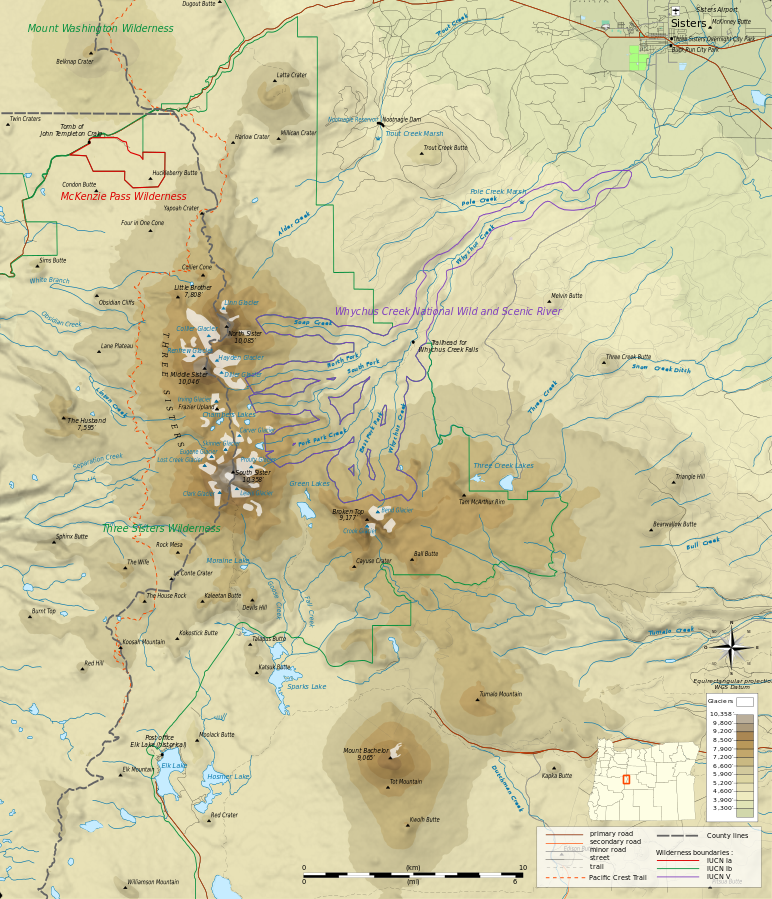 Dugout Butte
Sisters Airport
Mount Washington Wilderness
Trout Creek
Sisters
McKinney Butte
Three Sisters Overnight City Park
Buck Run City Park
Belknap Crater
Latta Crater
Twin Craters
Tomb of
John Templeton Craig
Nootnagle Reservoir
Nootnagle Dam
Trout Creek Marsh
Harlow Crater
Millican Crater
Trout Creek Butte
Huckleberry Butte
Condon Butte
McKenzie Pass Wilderness
Pole Creek Marsh
Pole Creek
Yapoah Crater
Four in One Cone
Alder Creek
Whychus Creek
Sims Butte
Collier Cone
White Branch
Little Brother
7,808'
Obsidian Cliffs
Linn Glacier
Melvin Butte
Whychus Creek National Wild and Scenic River
Obsidian Creek
Snap Creek
Collier Glacier
North Sister
10,085'
Trailhead for
Whychus Creek Falls
Lane Plateau
Renfrew Glacier
Hayden Glacier
North Fork
South Fork
Three Creek Butte
Snow Creek Ditch
THREE SISTERS
Middle Sister
10,046'
Diller Glacier
Linton Creek
Irving Glacier
Frazier Upland
Chambers Lakes
Three Creek
The Husband
7,595'
Carver Glacier
Park Fork Creek
East Fork Park
Whychus Creek
Skinner Glacier
Eugene Glacier
Lost Creek Glacier
Prouty Glacier
Separation Creek
South Sister
10,358'
Three Creek Lakes
Triangle Hill
Green Lakes
Clark Glacier
Lewis Glacier
Tam McArthur Rim
Three Sisters Wilderness
Broken Top
9,177'
Bend Glacier
Crook Glacier
Bearwallow Butte
Sphinx Butte
Rock Mesa
Bull Creek
Moraine Lake
Ball Butte
The Wife
Cayuse Crater
Le Conte Crater
Goose Creek
Fall Creek
The House Rock
Kaleetan Butte
Devils Hill
Burnt Top
Kokostick Butte
Talapus Butte
Tumalo Creek
Koosah Mountain
N
E
S
O
Red Hill
Katsuk Butte
Sparks Lake
Tumalo Mountain
Equirectangular projection
WGS Datum
Glaciers
10,358'
9,800'
9,200'
8,500'
7,900'
7,200'
6,600'
5,900'
5,200'
4,600'
3,900'
3,300'
Post office
Elk Lake (historical)
Moolack Butte
Mount Bachelor
9,065'
Elk Lake
Elk Mountain
Hosmer Lake
Tot Mountain
Kapka Butte
Dutchman Creek
Red Crater
Kwolh Butte
Williamson Mountain
0
(km)
10
0
(mi)
6
primary road
secondary road
minor road
street
trail
Pacific Crest Trail
County lines
Wilderness boundaries :
IUCN Ia
IUCN Ib
IUCN V